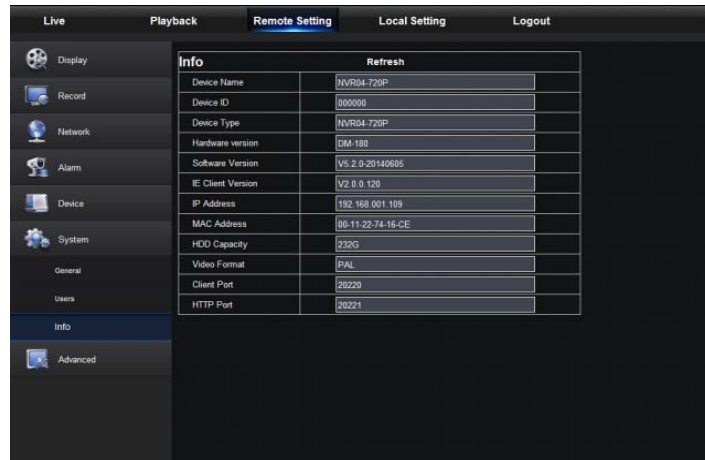 Live Playback Remote Setting Local Setting Logout
Display
Record
Network
Alarm
Device
System
General
Users
Info
Advanced
Info Refresh
Device Name NVR04-720P
Device ID 000000
Device Type NVR04-720P
Hardware version DM-180
Software Version V5.2.0-20140605
IE Client Version V2.0.0.120
IP Address 192.168.001.109
MAC Address 00-11-22-74-16-CE
HDD Capacity 232G
Video Format PAL
Client Port 20220
HTTP Port 20221